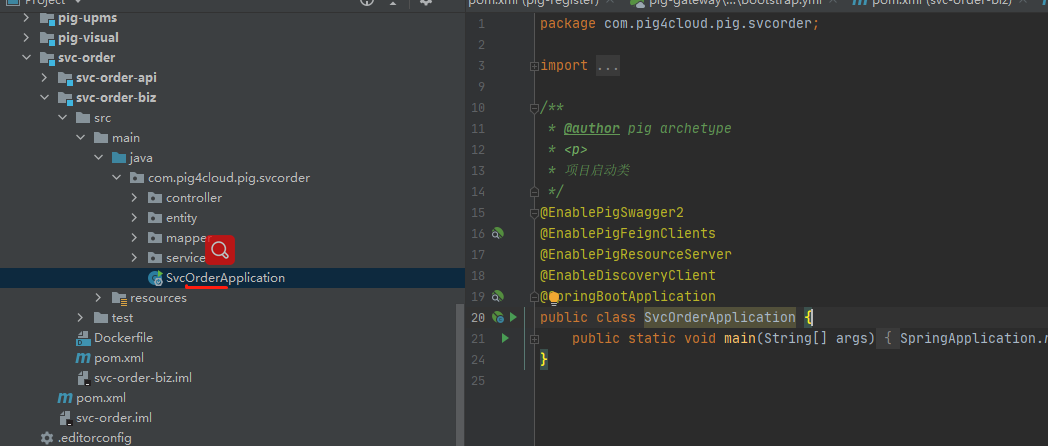 Project
pig-upms
pig-visual
svc-order
svc-order-api
svc-order-biz
src
main
java
com.pig4cloud.pig.svcorder
controller
entity
mapper
service
SvcOrderApplication
resources
test
Dockerfile
pom.xml
svc-order-biz.iml
pom.xml
svc-order.iml
.editorconfig
pom.xml (pig-register)
pig-gateway\...\bootstrap.yml
pom.xml (svc-order-biz)
1 package com.pig4cloud.pig.svcorder;
2
3 import ...
9
10 /**
11 * @author pig archetype
12 * <p>
13 * 项目启动类
14 */
15 @EnablePigSwagger2
16 @EnablePigFeignClients
17 @EnablePigResourceServer
18 @EnableDiscoveryClient
19 @SpringBootApplication
20 public class SvcOrderApplication {
21 public static void main(String[] args) { SpringApplication.
24 }
25